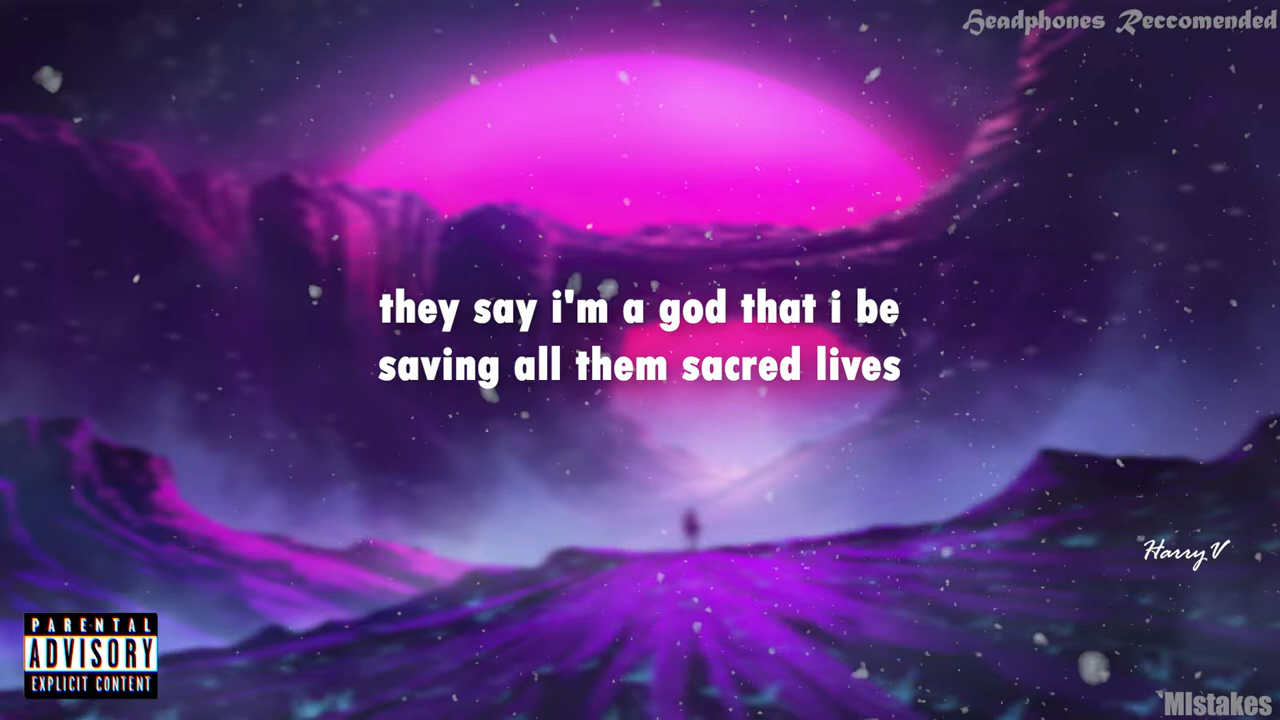 Headphones Reccomended
they say i'm a god that i be
saving all them sacred lives
Harry V
PARENTAL
ADVISORY
EXPLICIT CONTENT
MIstakes